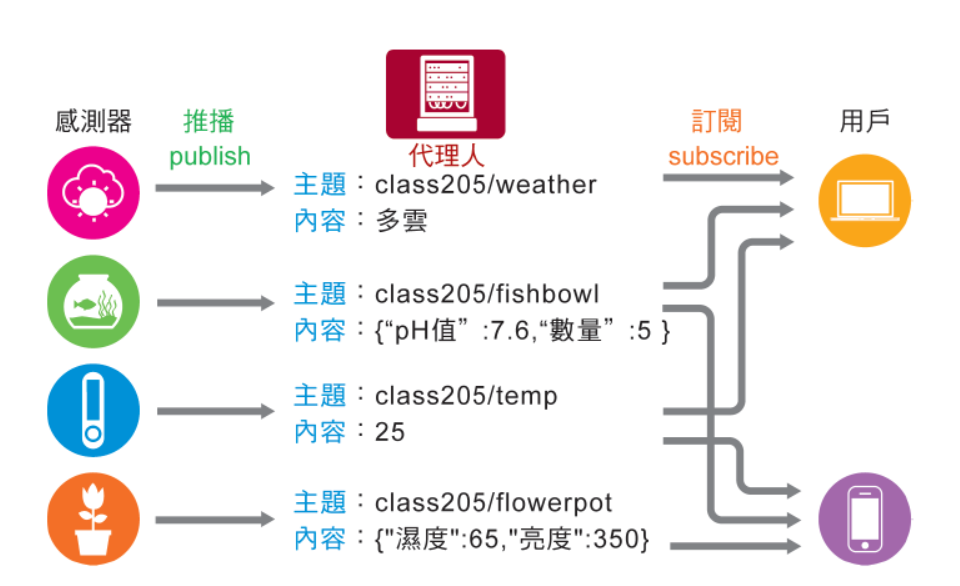 感測器
推播
publish
代理人
訂閱
subscribe
用戶
主題：class205/weather
內容：多雲
主題：class205/fishbowl
內容：{“pH值”:7.6,“數量”:5 }
主題：class205/temp
內容：25
主題：class205/flowerpot
內容：{"濕度":65,"亮度":350}